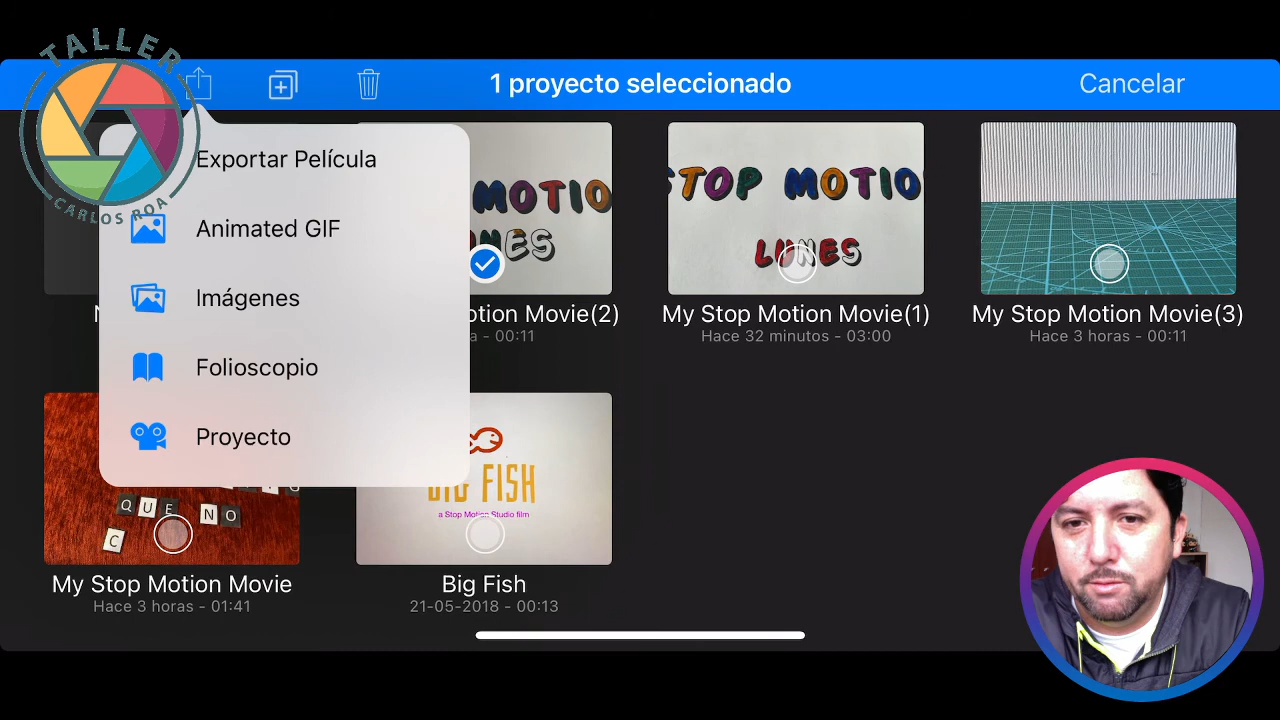 TALLER
CARLOS ROA
1 proyecto seleccionado
Cancelar
Exportar Película
Animated GIF
Imágenes
Folioscopio
Proyecto
MOTIO
NES
otion Movie(2)
a - 00:11
STOP MOTIO
LUNES
My Stop Motion Movie(1)
Hace 32 minutos - 03:00
My Stop Motion Movie(3)
Hace 3 horas - 00:11
QUE NO
C
My Stop Motion Movie
Hace 3 horas - 01:41
BIG FISH
a Stop Motion Studio film
Big Fish
21-05-2018 - 00:13